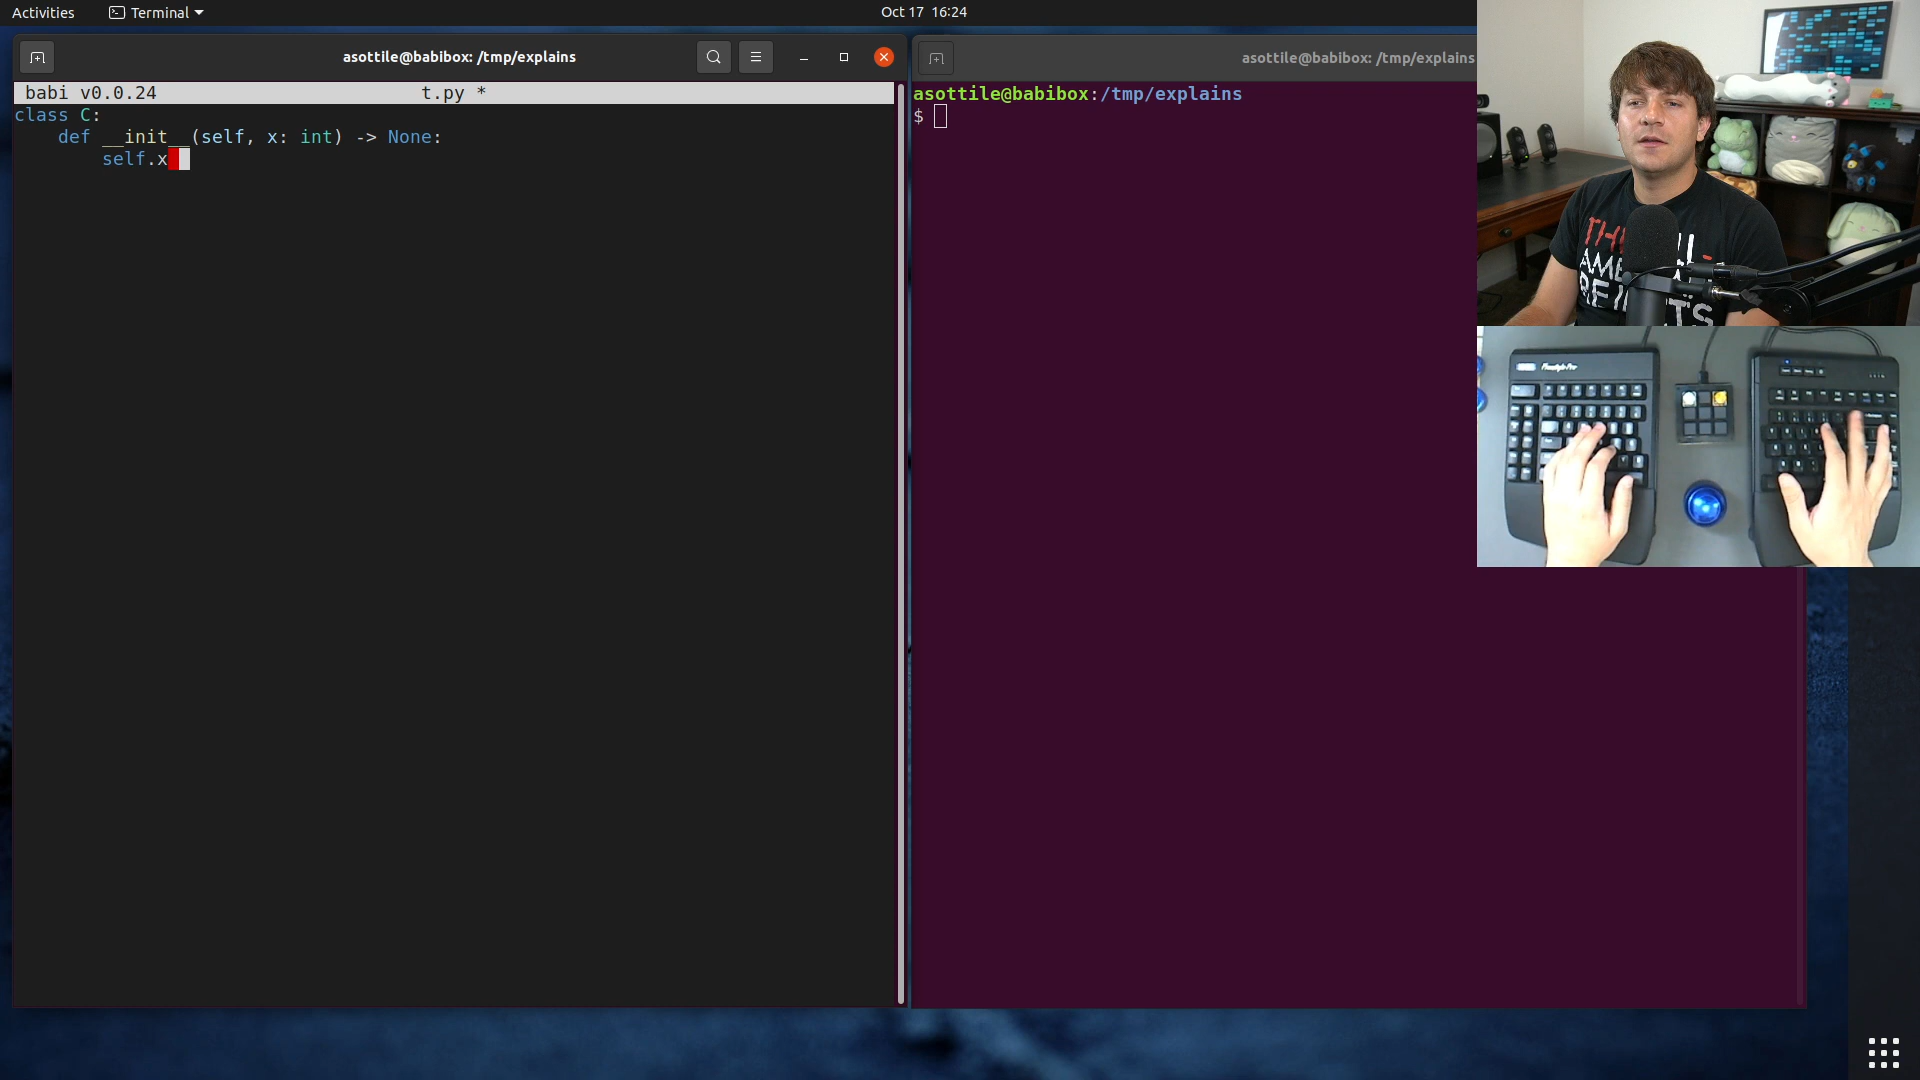 Activities
Terminal
Oct 17 16:24
asottile@babibox: /tmp/explains
babi v0.0.24 t.py *
class C:
def __init__(self, x: int) -> None:
self.x
asottile@babibox: /tmp/explains
asottile@babibox:/tmp/explains
$